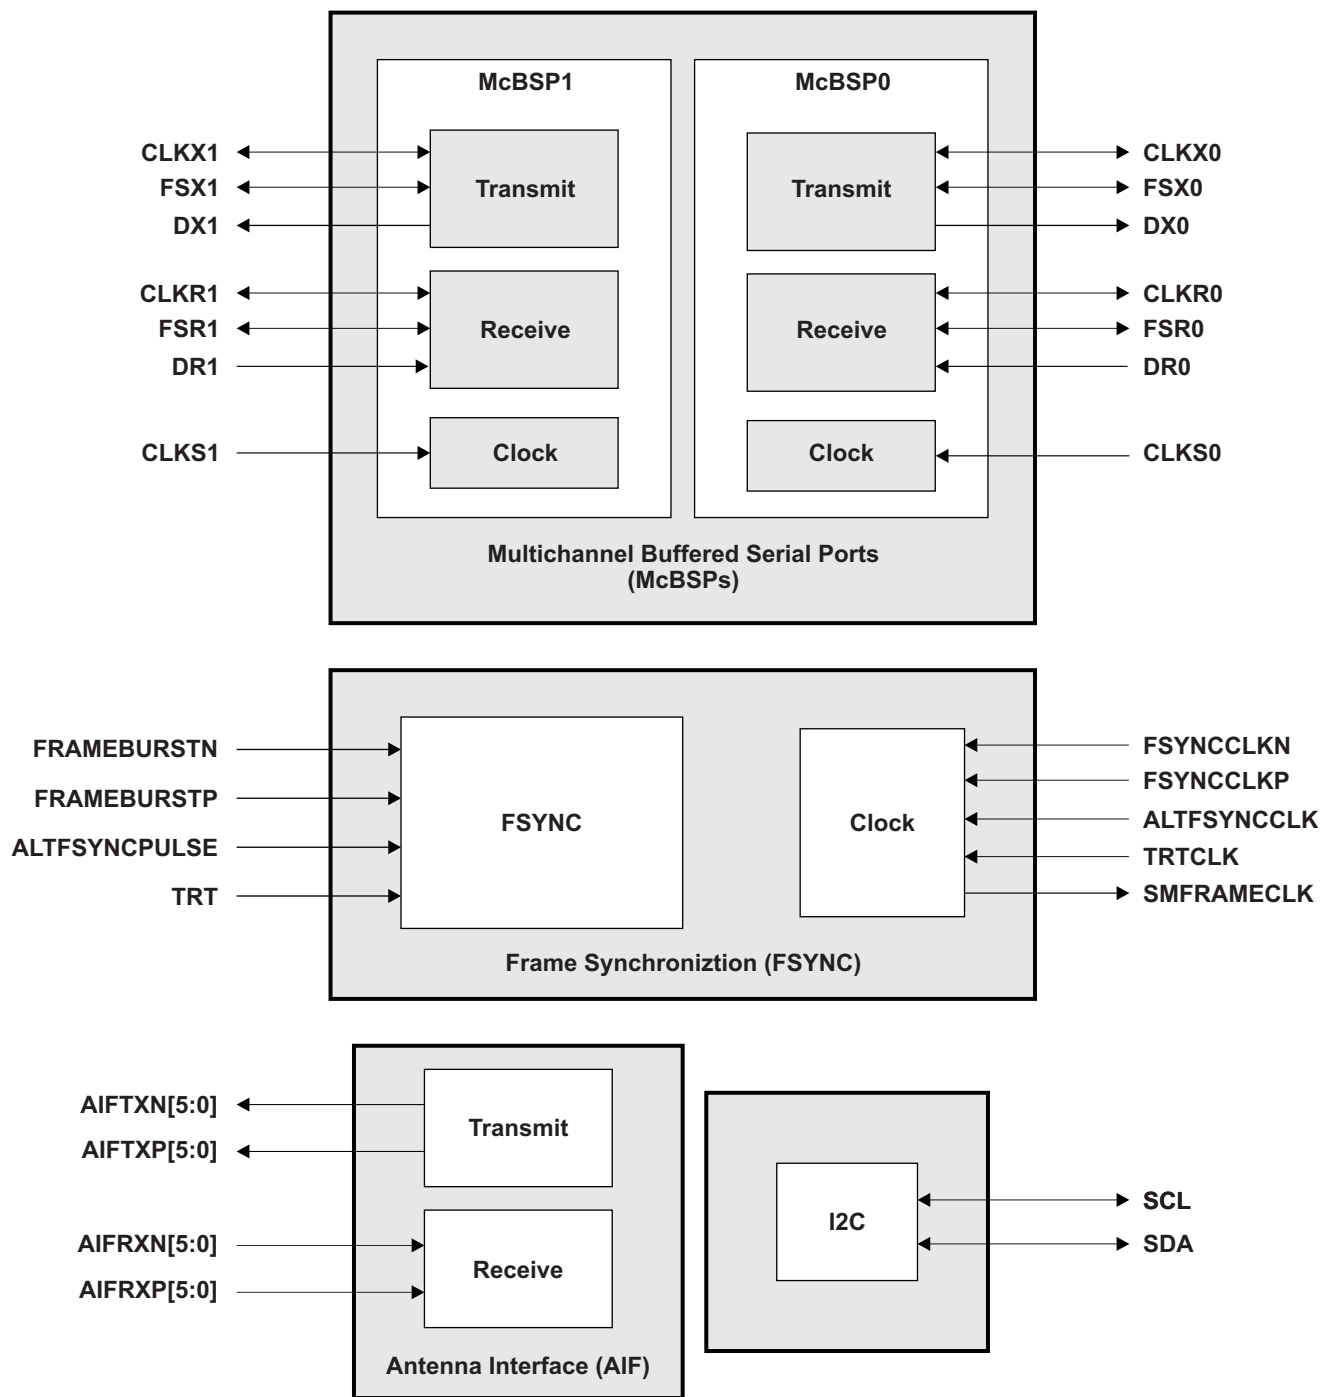 McBSP1
McBSP0
CLKX1
FSX1
DX1
Transmit
Transmit
CLKX0
FSX0
DX0
CLKR1
FSR1
DR1
Receive
Receive
CLKR0
FSR0
DR0
CLKS1
Clock
Clock
CLKS0
Multichannel Buffered Serial Ports
(McBSPs)
FRAMEBURSTN
FRAMEBURSTP
ALTFSYNCPULSE
TRT
FSYNC
Clock
FSYNCCLKN
FSYNCCLKP
ALTFSYNCCLK
TRTCLK
SMFRAMECLK
Frame Synchroniztion (FSYNC)
AIFTXN[5:0]
AIFTXP[5:0]
Transmit
AIFRXN[5:0]
AIFRXP[5:0]
Receive
Antenna Interface (AIF)
I2C
SCL
SDA